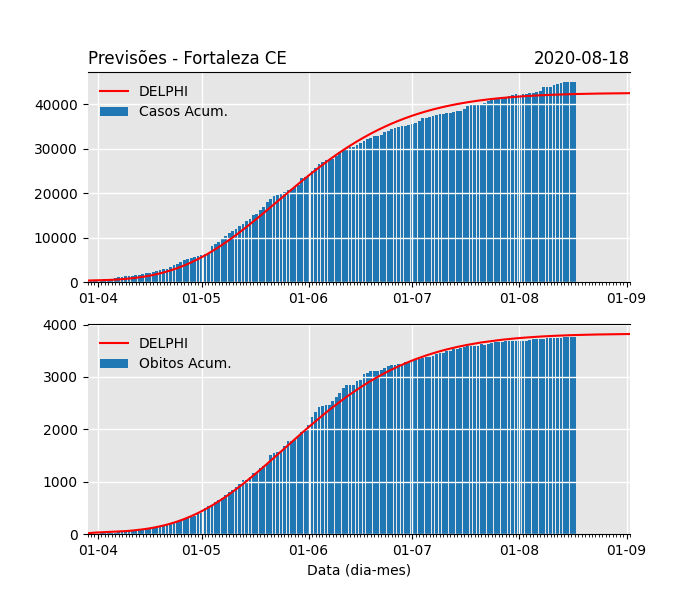 Previsões - Fortaleza CE 2020-08-18
DELPHI
Casos Acum.
40000
30000
20000
10000
0
01-04 01-05 01-06 01-07 01-08 01-09
4000
DELPHI
Obitos Acum.
3000
2000
1000
0
01-04 01-05 01-06 01-07 01-08 01-09
Data (dia-mes)